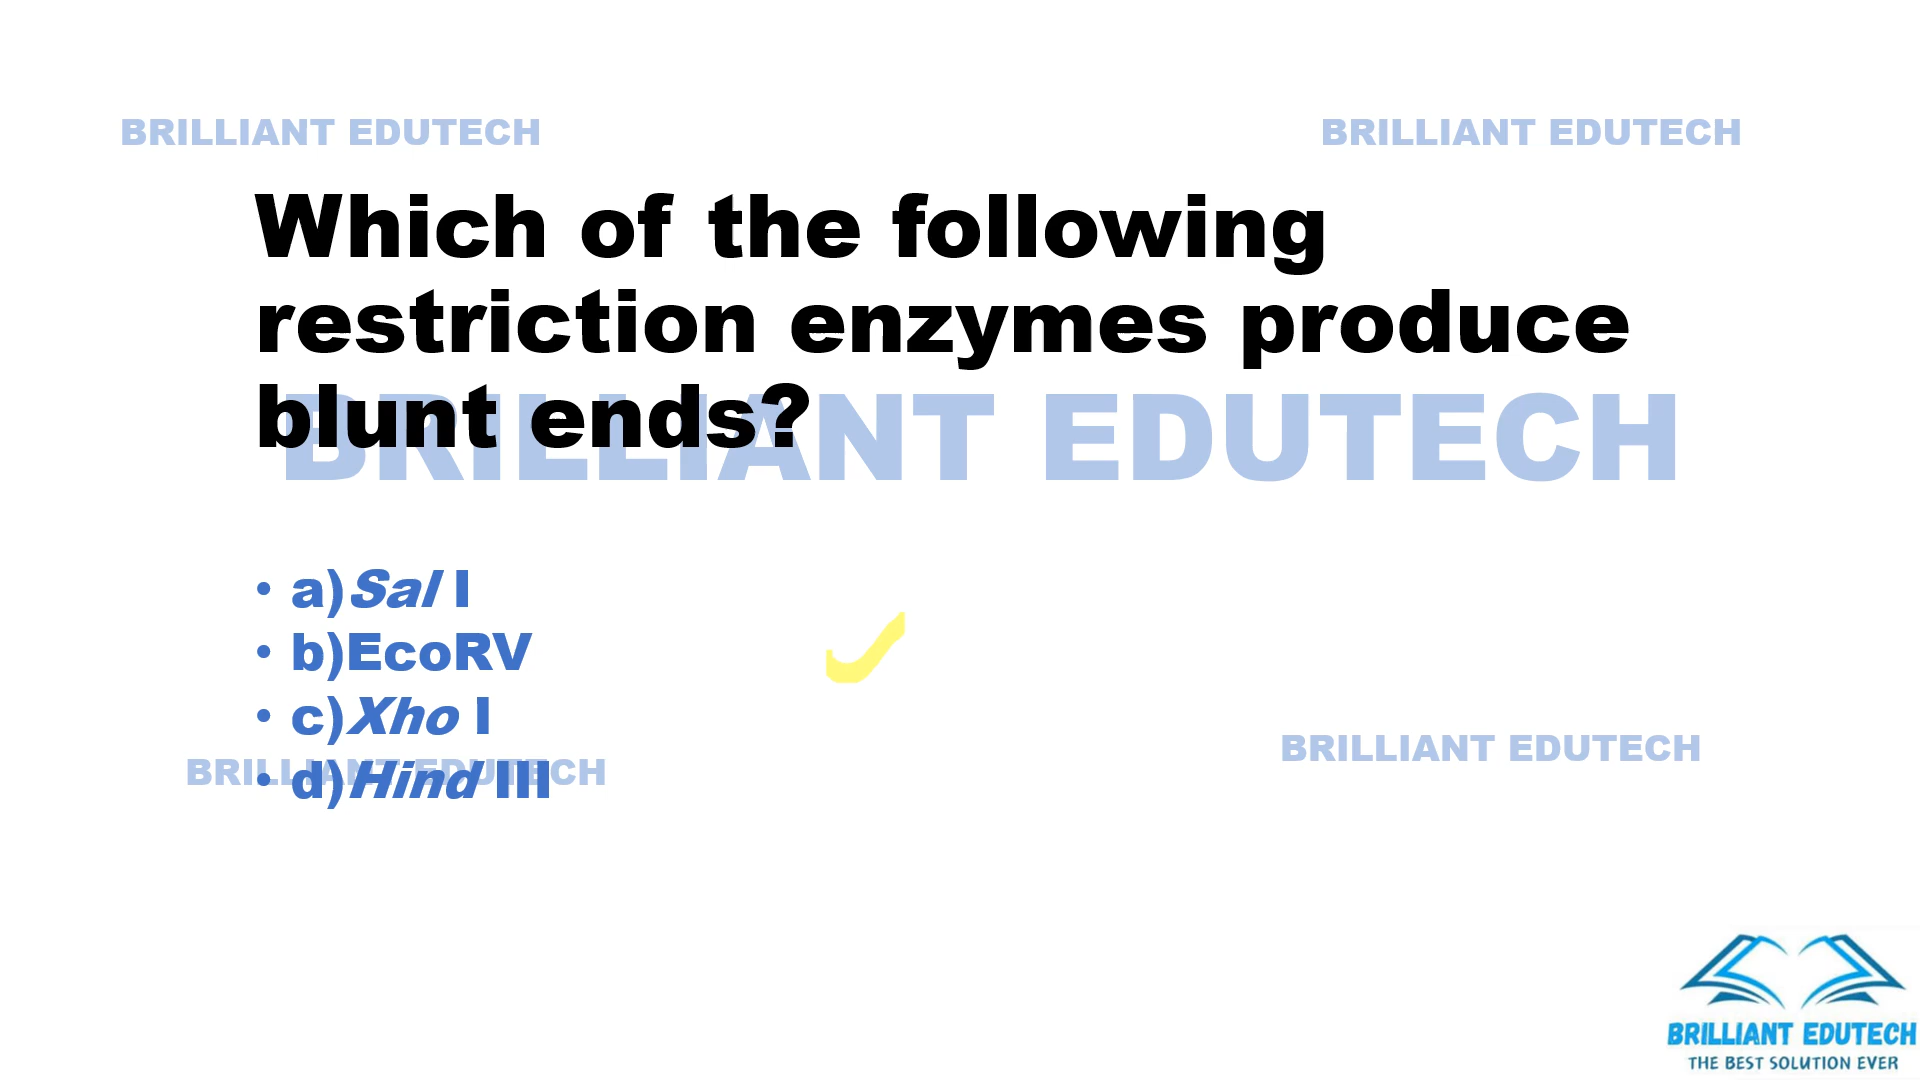 BRILLIANT EDUTECH
BRILLIANT EDUTECH
Which of the following
restriction enzymes produce
blunt ends?
BRILLIANT EDUTECH
• a)Sal I
• b)EcoRV
• c)Xho I
• d)Hind III
BRILLIANT EDUTECH
BRILLIANT EDUTECH
BRILLIANT EDUTECH
THE BEST SOLUTION EVER